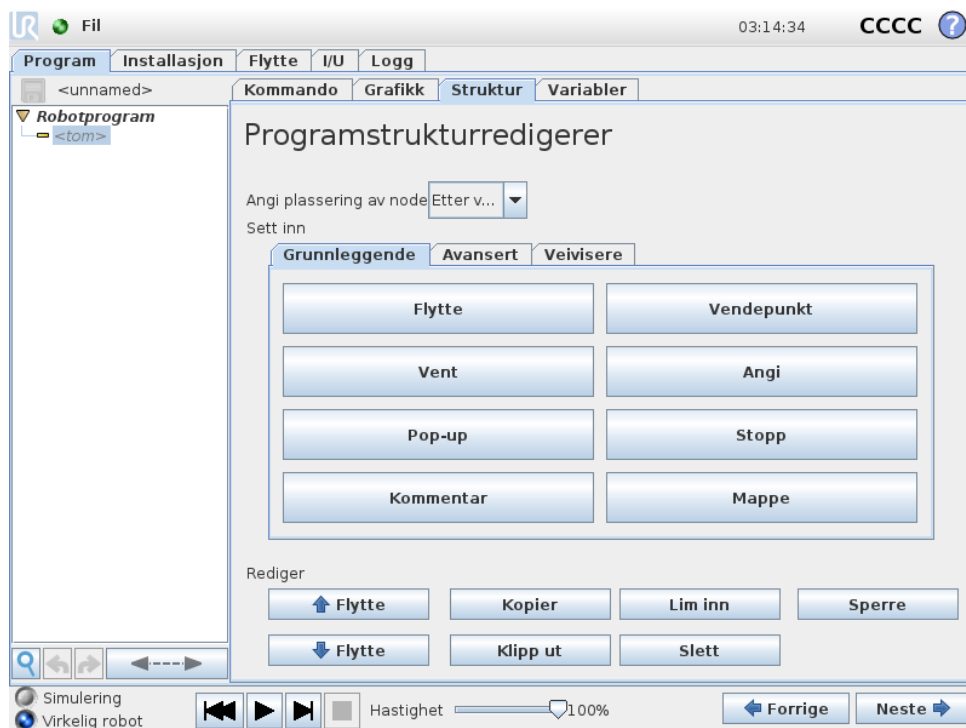 UR Fil 03:14:34 CCCC ?
Program Installasjon Flytte I/U Logg
<unnamed>
Kommando Grafikk Struktur Variabler
Robotprogram
<tom>
Programstrukturredigerer
Angi plassering av node Etter v...
Sett inn
Grunnleggende Avansert Veivisere
Flytte Vendepunkt
Vent Angi
Pop-up Stopp
Kommentar Mappe
Rediger
Flytte Kopier Lim inn Sperre
Flytte Klipp ut Slett
Simulering
Virkelig robot
Hastighet 100% Forrige Neste